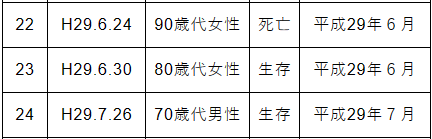 22 H29.6.24 90歳代女性 死亡 平成29年６月
23 H29.6.30 80歳代女性 生存 平成29年６月
24 H29.7.26 70歳代男性 生存 平成29年７月